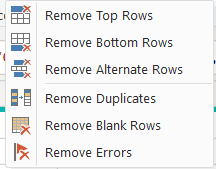 Remove Top Rows
Remove Bottom Rows
Remove Alternate Rows
Remove Duplicates
Remove Blank Rows
Remove Errors